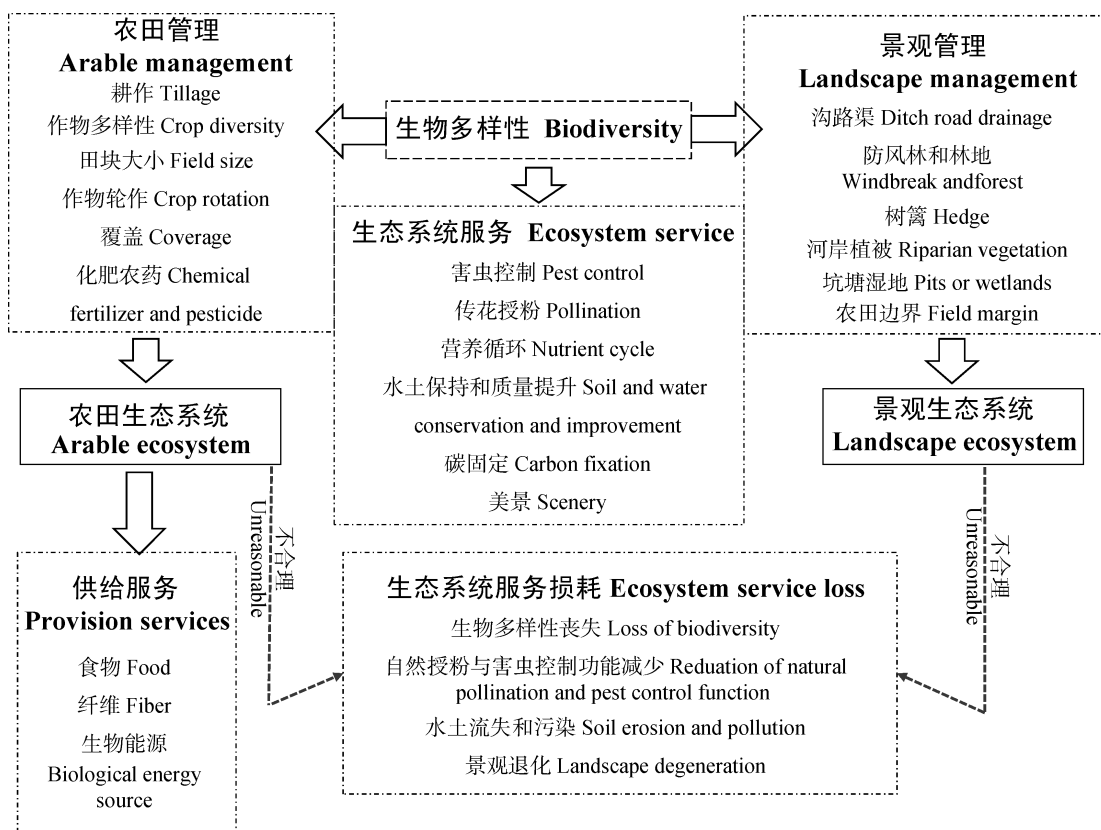 农田管理
Arable management
耕作 Tillage
作物多样性 Crop diversity
田块大小 Field size
作物轮作 Crop rotation
覆盖 Coverage
化肥农药 Chemical
fertilizer and pesticide
生物多样性 Biodiversity
景观管理
Landscape management
沟路渠 Ditch road drainage
防风林和林地
Windbreak andforest
树篱 Hedge
河岸植被 Riparian vegetation
坑塘湿地 Pits or wetlands
农田边界 Field margin
生态系统服务 Ecosystem service
害虫控制 Pest control
传花授粉 Pollination
营养循环 Nutrient cycle
水土保持和质量提升 Soil and water
conservation and improvement
碳固定 Carbon fixation
美景 Scenery
农田生态系统
Arable ecosystem
景观生态系统
Landscape ecosystem
不合理
Unreasonable
不合理
Unreasonable
供给服务
Provision services
食物 Food
纤维 Fiber
生物能源
Biological energy
source
生态系统服务损耗 Ecosystem service loss
生物多样性丧失 Loss of biodiversity
自然授粉与害虫控制功能减少 Reduation of natural
pollination and pest control function
水土流失和污染 Soil erosion and pollution
景观退化 Landscape degeneration